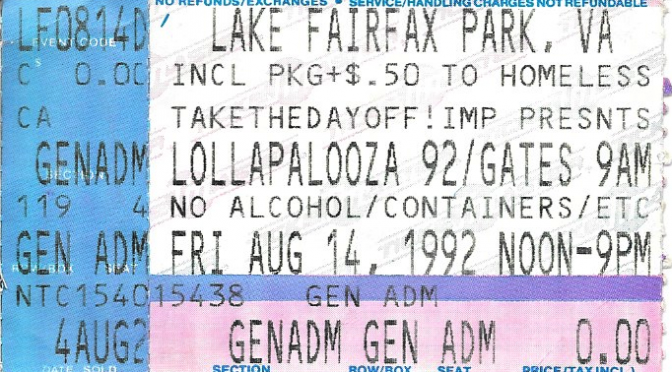 NO REFUNDS/EXCHANGES • SERVICE/HANDLING CHARGES NOT REFUNDABLE
LF0814D LAKE FAIRFAX PARK, VA
EVENT CODE
C 0.00 INCL PKG+$.50 TO HOMELESS
CA TAKETHEDAYOFF!IMP PRESNTS
GENADM LOLLAPALOOZA 92/GATES 9AM
SECTION
119 4 NO ALCOHOL/CONTAINERS/ETC
GEN ADM FRI AUG 14, 1992 NOON-9PM
ROW/BOX SEAT
NTC1540 15438 GEN ADM
4AUG2 GENADM GEN ADM 0.00
DATE SOLD SECTION ROW/BOX SEAT PRICE(TAX INCL.)